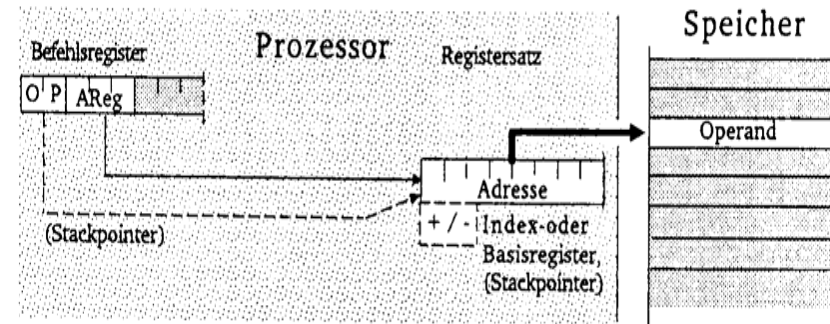 Speicher
Prozessor
Befehlsregister
Registersatz
O P AReg
Operand
Adresse
(Stackpointer)
+ / - Index-oder
Basisregister,
(Stackpointer)